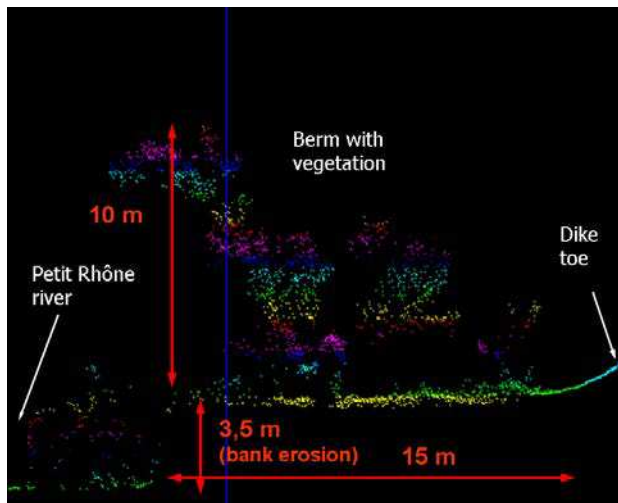 Berm with
vegetation
10 m
Petit Rhône
river
Dike
toe
3,5 m
(bank erosion)
15 m